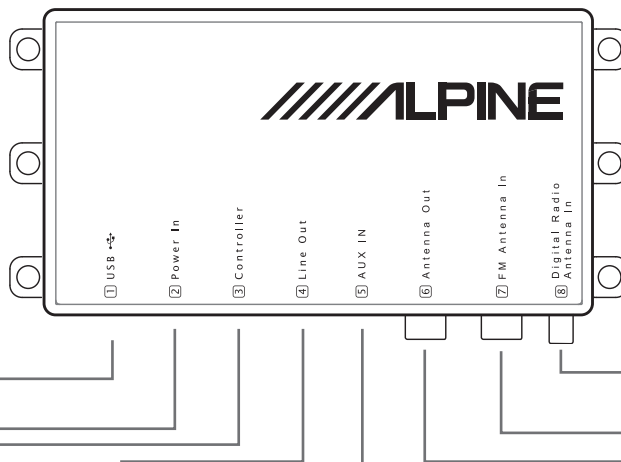 ALPINE
1 USB
2 Power In
3 Controller
4 Line Out
5 AUX IN
6 Antenna Out
7 FM Antenna In
8 Digital Radio
Antenna In